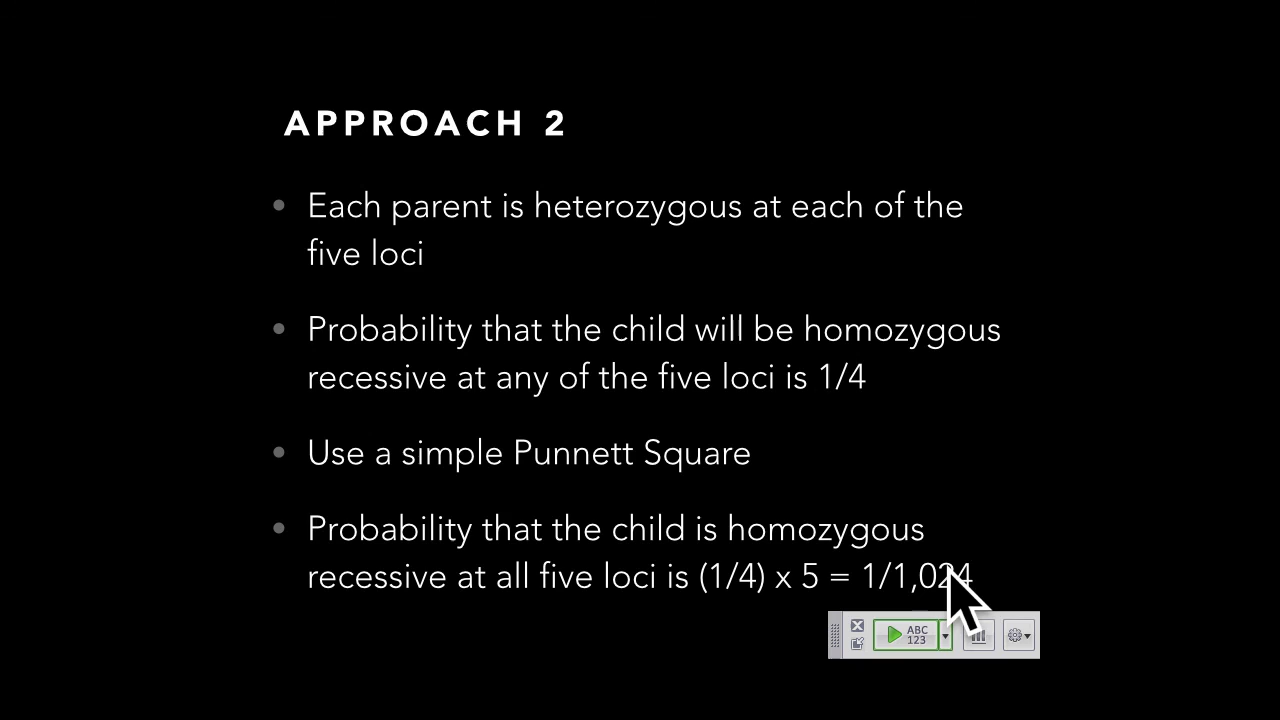 APPROACH 2
• Each parent is heterozygous at each of the
five loci
• Probability that the child will be homozygous
recessive at any of the five loci is 1/4
• Use a simple Punnett Square
• Probability that the child is homozygous
recessive at all five loci is (1/4) x 5 = 1/1,024
ABC
123